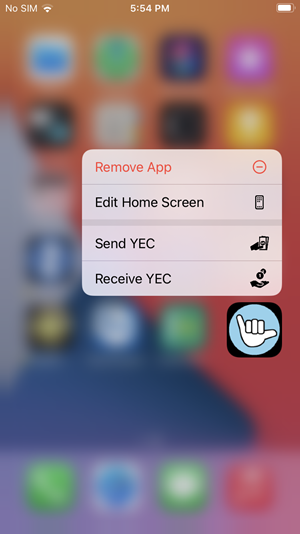 No SIM
5:54 PM
Remove App
Edit Home Screen
Send YEC
Receive YEC